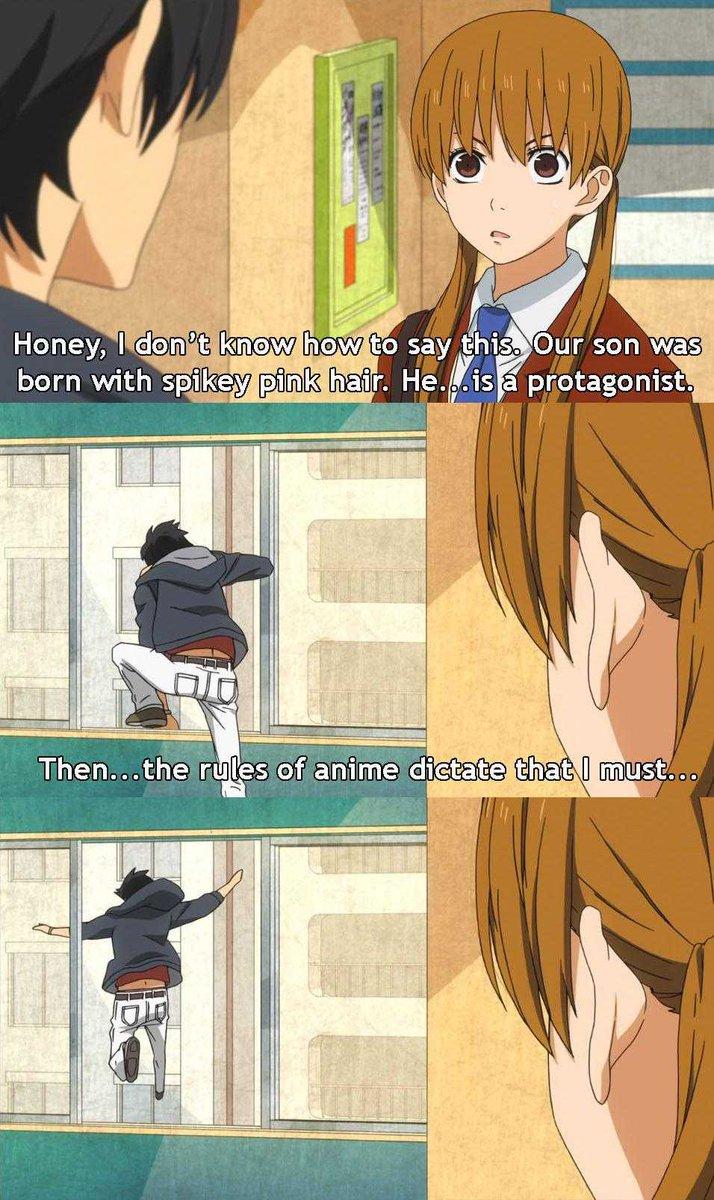 Honey, I don't know how to say this. Our son was
born with spikey pink hair. He...is a protagonist.
Then...the rules of anime dictate that I must...